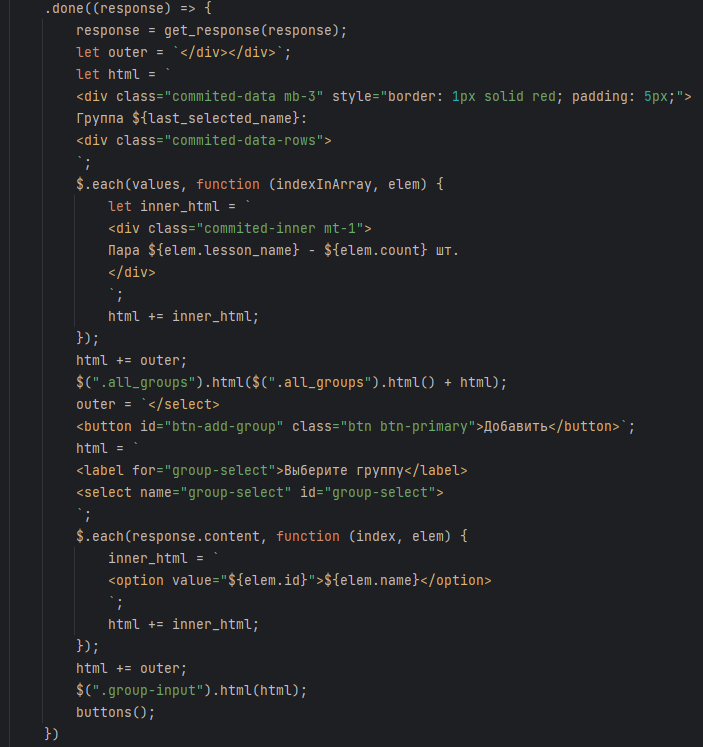 .done((response) => {
response = get_response(response);
let outer = `</div></div>`;
let html = `
<div class="commited-data mb-3" style="border: 1px solid red; padding: 5px;">
Группа ${last_selected_name}:
<div class="commited-data-rows">
`;
$.each(values, function (indexInArray, elem) {
let inner_html = `
<div class="commited-inner mt-1">
Пара ${elem.lesson_name} - ${elem.count} шт.
</div>
`;
html += inner_html;
});
html += outer;
$(".all_groups").html($(".all_groups").html() + html);
outer = `</select>
<button id="btn-add-group" class="btn btn-primary">Добавить</button>`;
html = `
<label for="group-select">Выберите группу</label>
<select name="group-select" id="group-select">
`;
$.each(response.content, function (index, elem) {
inner_html = `
<option value="${elem.id}">${elem.name}</option>
`;
html += inner_html;
});
html += outer;
$(".group-input").html(html);
buttons();
})